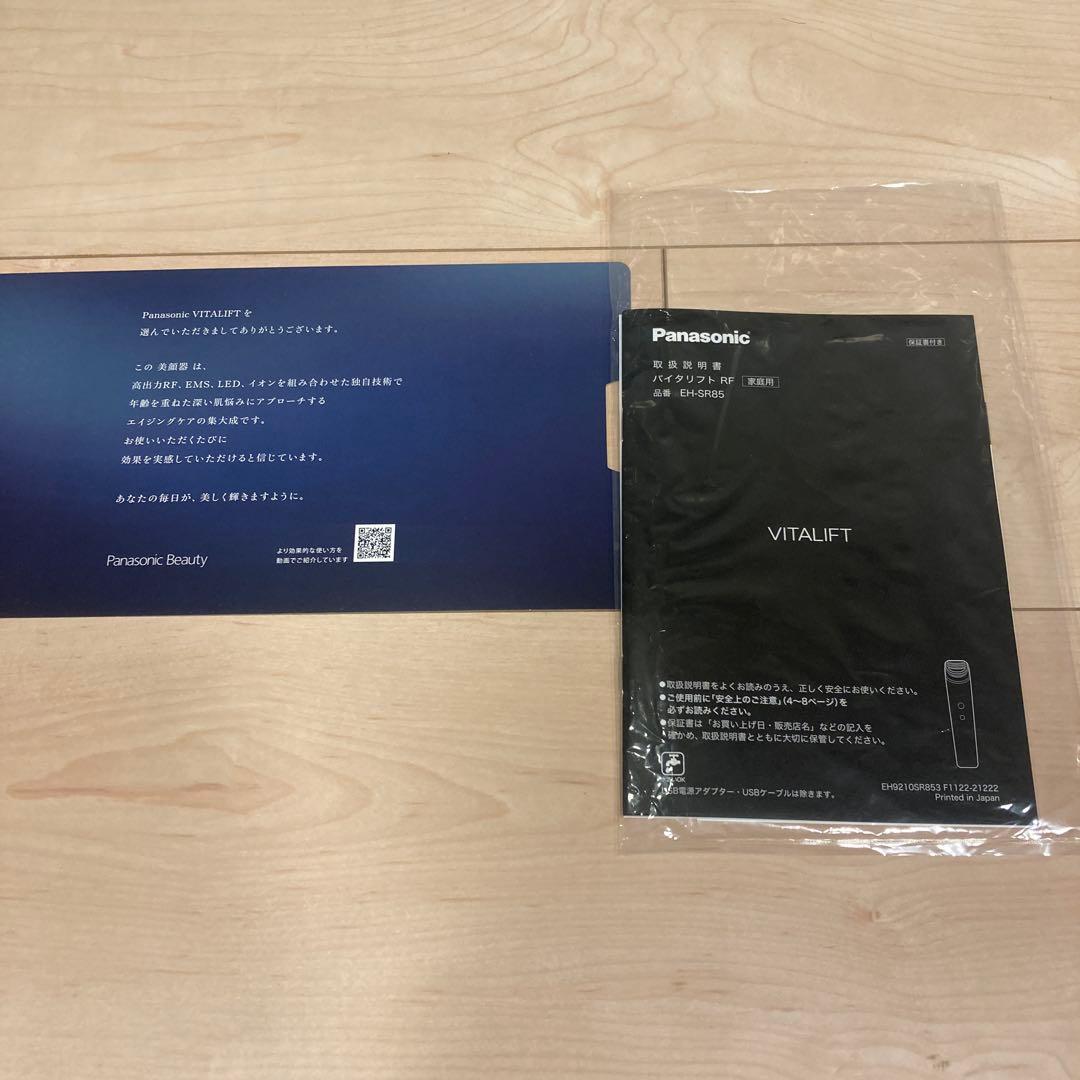 Panasonic VITALIFT を
選んでいただきましてありがとうございます。
この 美顔器 は、
高出力RF、EMS、LED、イオンを組み合わせた独自技術で
年齢を重ねた深い肌悩みにアプローチする
エイジングケアの集大成です。
お使いいただくたびに
効果を実感していただけると信じています。
あなたの毎日が、美しく輝きますように。
Panasonic Beauty
より効果的な使い方を
動画でご紹介しています
Panasonic
保証書付き
取扱説明書
バイタリフト RF 家庭用
品番 EH-SR85
VITALIFT
●取扱説明書をよくお読みのうえ、正しく安全にお使いください。
●ご使用前に「安全上のご注意」(4~8ページ)を
必ずお読みください。
●保証書は「お買い上げ日・販売店名」などの記入を
確かめ、取扱説明書とともに大切に保管してください。
USB電源アダプター・USBケーブルは除きます。
EH9210SR853 F1122-21222
Printed in Japan